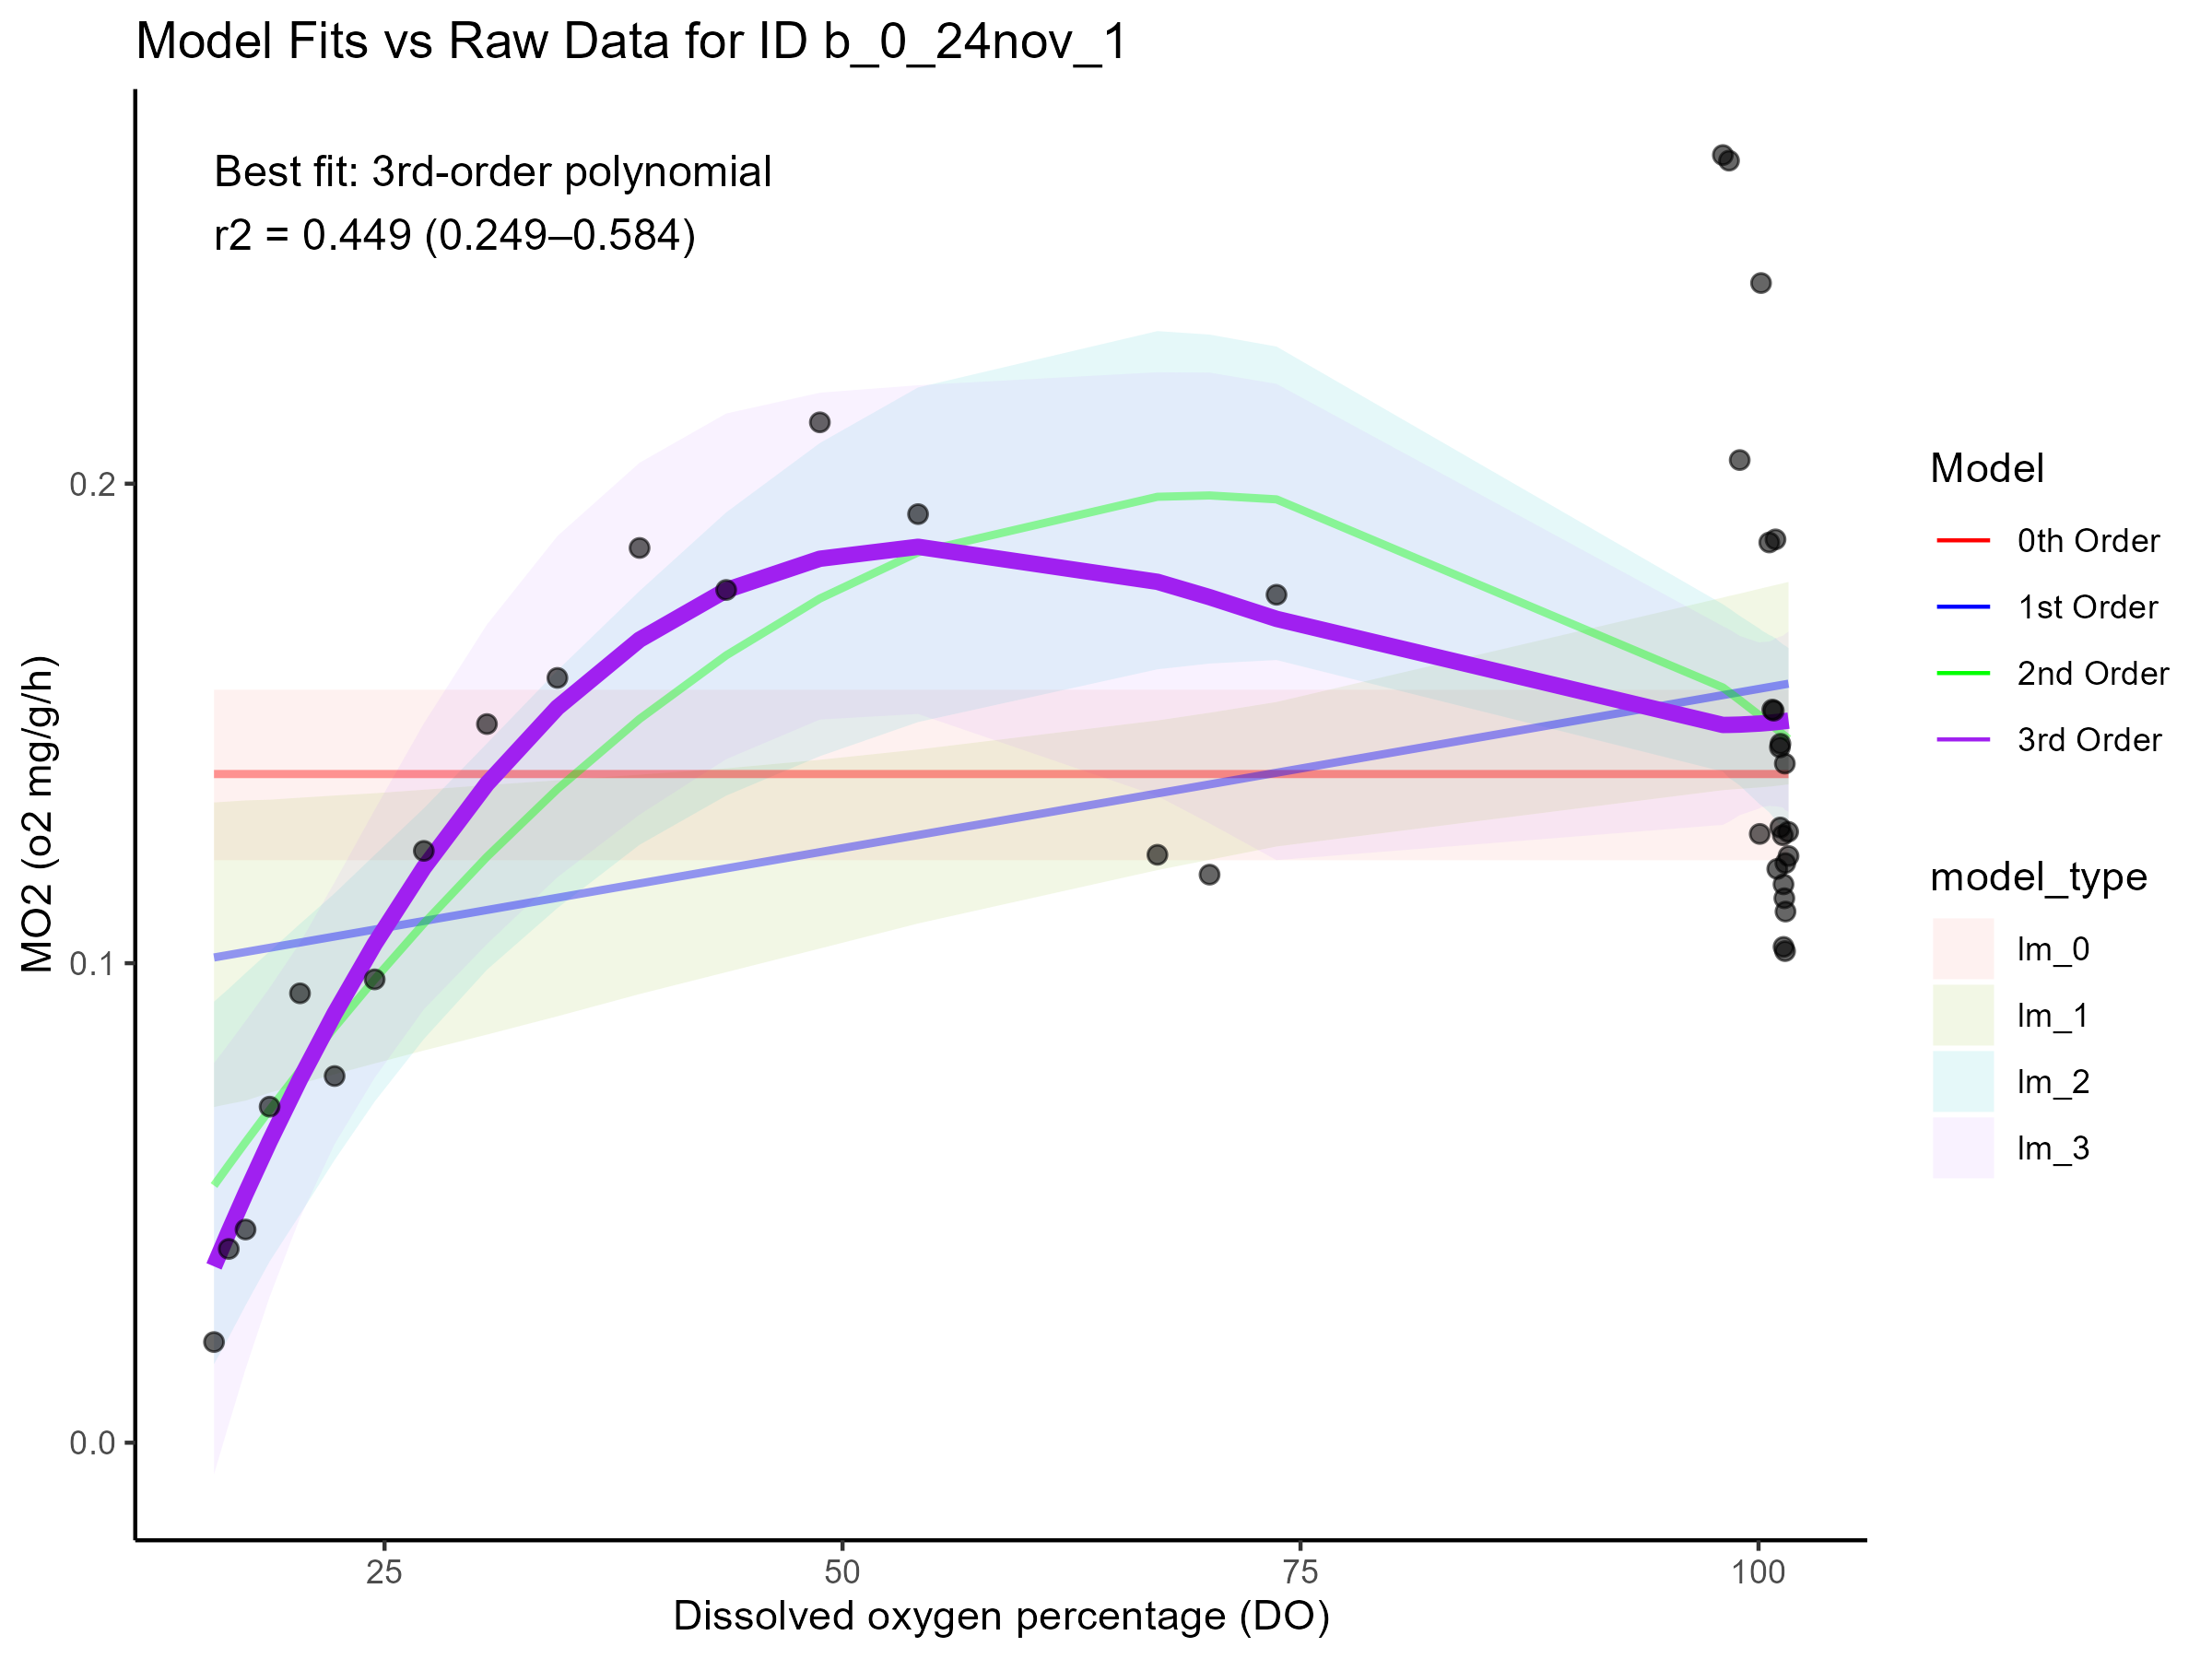 Model Fits vs Raw Data for ID b_0_24nov_1
Best fit: 3rd-order polynomial
r2 = 0.449 (0.249–0.584)
MO2 (o2 mg/g/h)
0.2
0.1
0.0
25 50 75 100
Dissolved oxygen percentage (DO)
Model
0th Order
1st Order
2nd Order
3rd Order
model_type
lm_0
lm_1
lm_2
lm_3